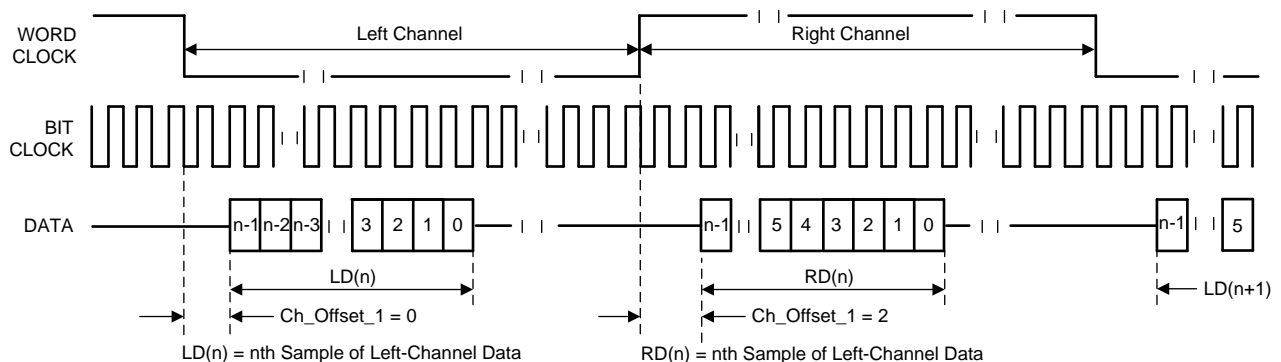 WORD
CLOCK
Left Channel
Right Channel
BIT
CLOCK
DATA
n-1 n-2 n-3 3 2 1 0
n-1 5 4 3 2 1 0
n-1 5
LD(n)
RD(n)
LD(n+1)
Ch_Offset_1 = 0
Ch_Offset_1 = 2
LD(n) = nth Sample of Left-Channel Data
RD(n) = nth Sample of Left-Channel Data